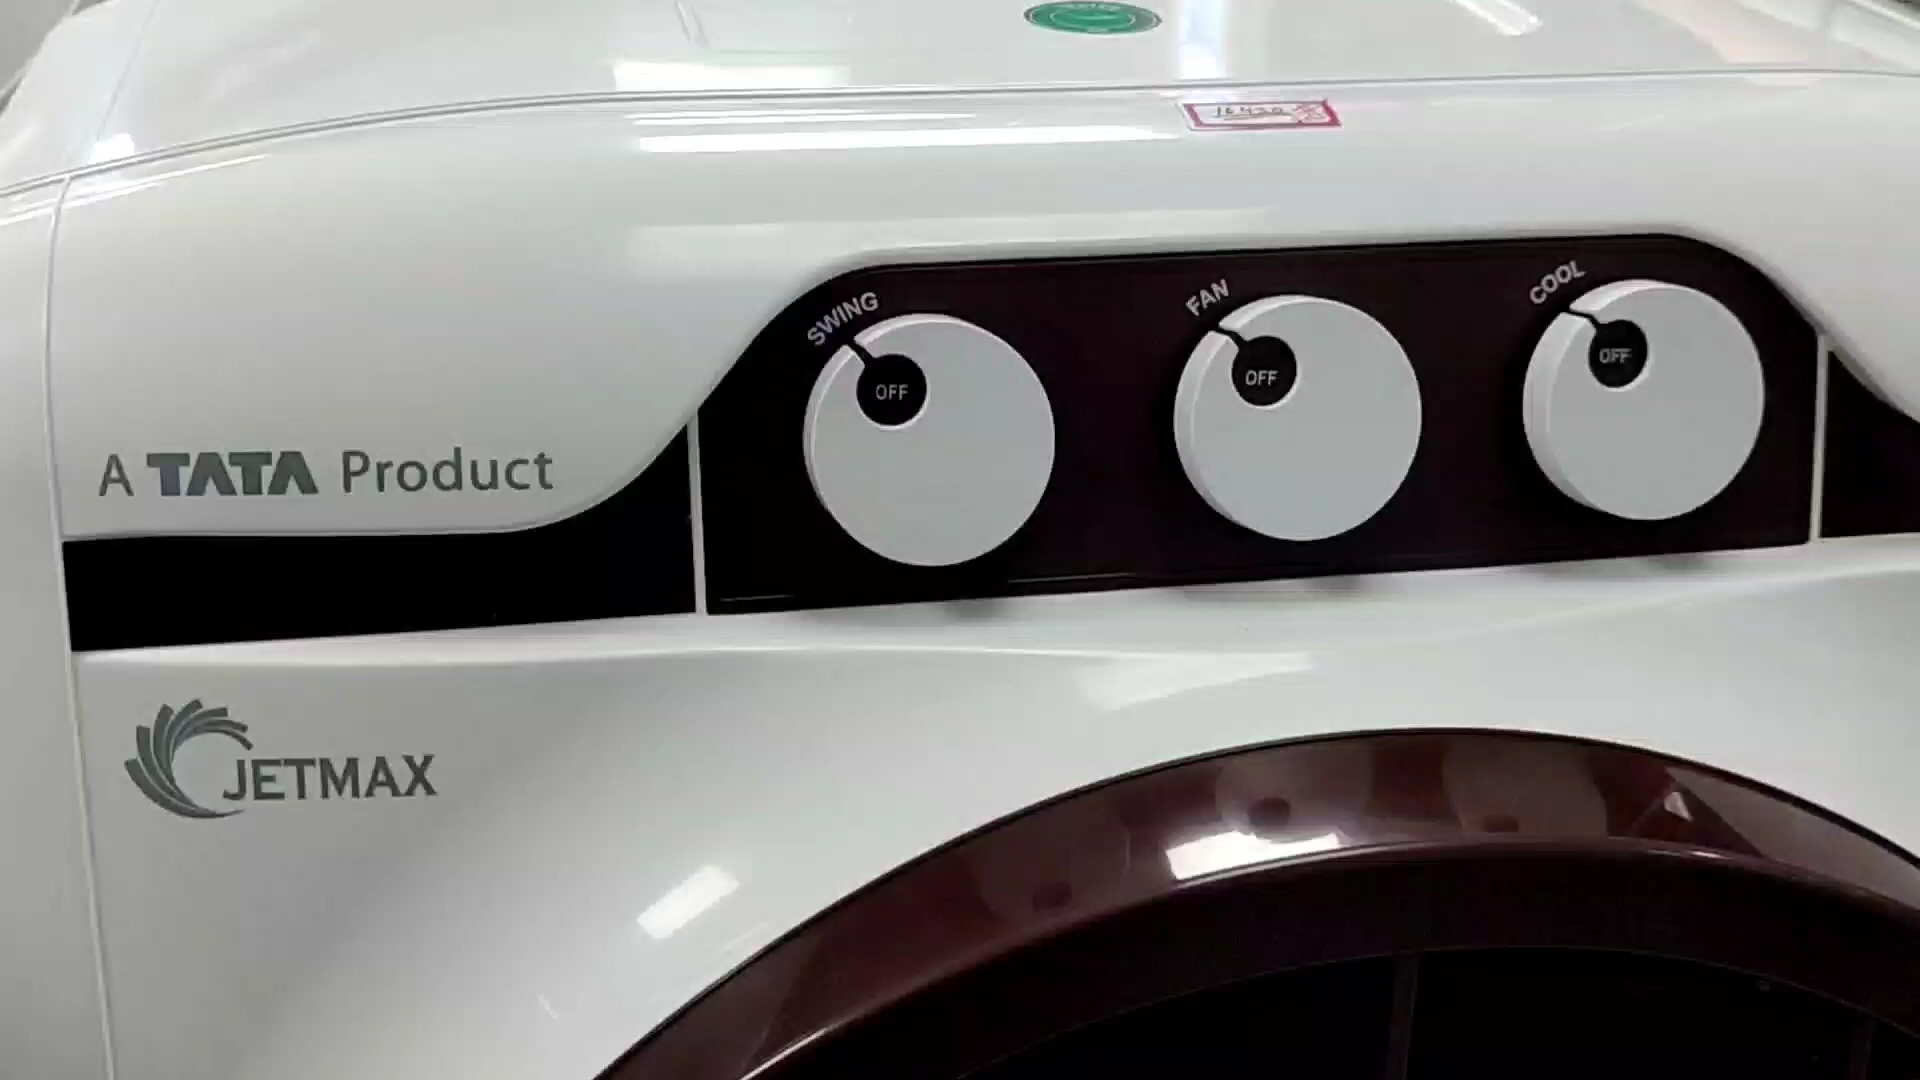 SWING
OFF
FAN
OFF
COOL
OFF
A TATA Product
JETMAX